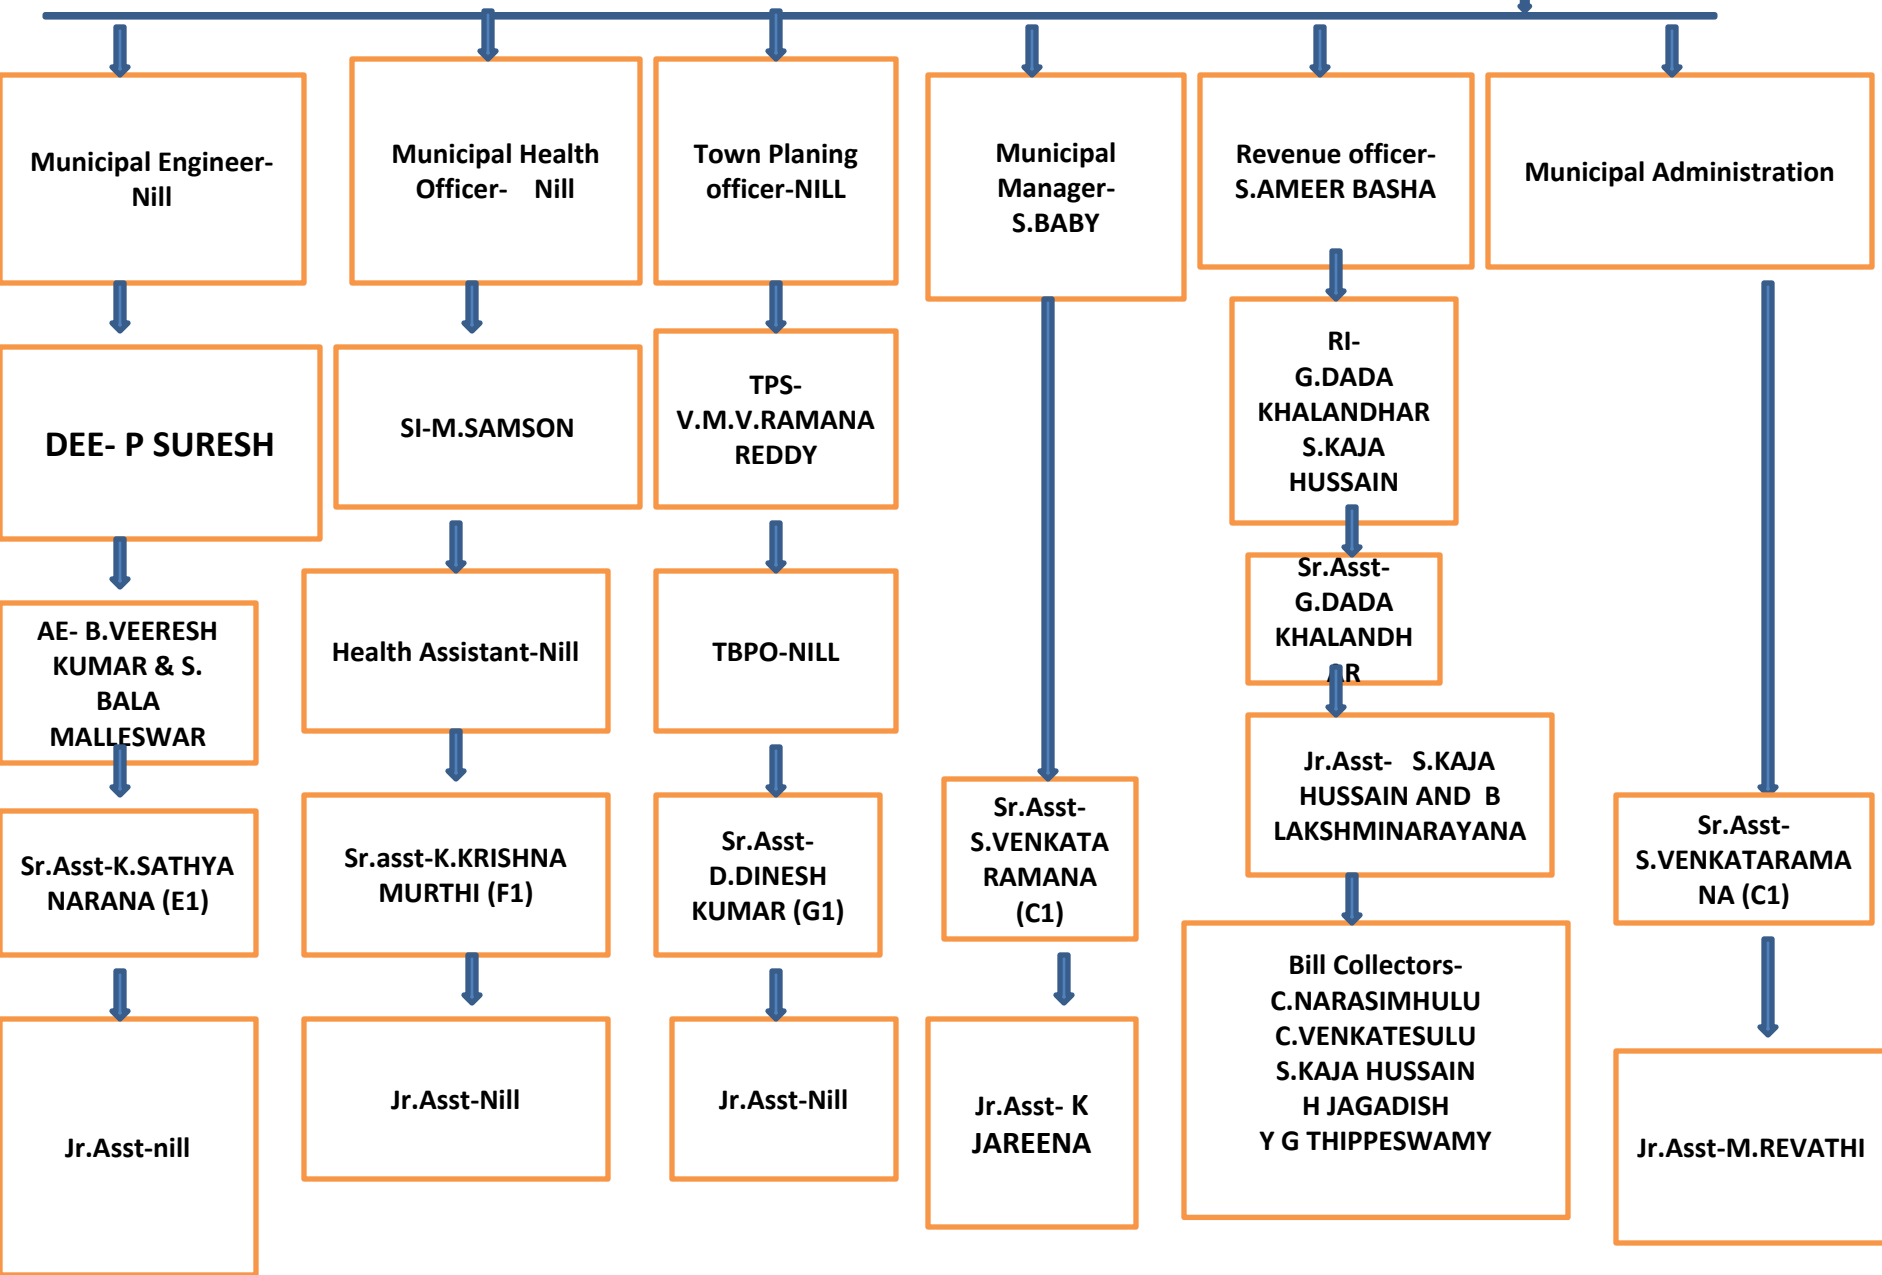 Municipal Engineer-
Nill
Municipal Health
Officer- Nill
Town Planing
officer-NILL
Municipal
Manager-
S.BABY
Revenue officer-
S.AMEER BASHA
Municipal Administration
DEE- P SURESH
SI-M.SAMSON
TPS-
V.M.V.RAMANA
REDDY
RI-
G.DADA
KHALANDHAR
S.KAJA
HUSSAIN
AE- B.VEERESH
KUMAR & S.
BALA
MALLESWAR
Health Assistant-Nill
TBPO-NILL
Sr.Asst-
G.DADA
KHALANDH
AR
Jr.Asst- S.KAJA
HUSSAIN AND B
LAKSHMINARAYANA
Sr.Asst-K.SATHYA
NARANA (E1)
Sr.asst-K.KRISHNA
MURTHI (F1)
Sr.Asst-
D.DINESH
KUMAR (G1)
Sr.Asst-
S.VENKATA
RAMANA
(C1)
Sr.Asst-
S.VENKATARAMA
NA (C1)
Bill Collectors-
C.NARASIMHULU
C.VENKATESULU
S.KAJA HUSSAIN
H JAGADISH
Y G THIPPESWAMY
Jr.Asst-nill
Jr.Asst-Nill
Jr.Asst-Nill
Jr.Asst- K
JAREENA
Jr.Asst-M.REVATHI